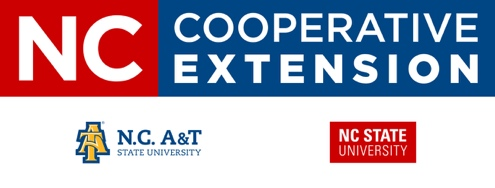 NC
COOPERATIVE
EXTENSION
N.C. A&T
STATE UNIVERSITY
NC STATE
UNIVERSITY